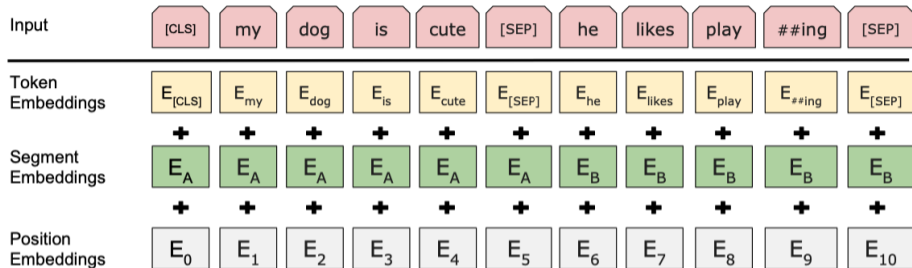 Input [CLS] my dog is cute [SEP] he likes play ##ing [SEP]
Token Embeddings E[CLS] Emy Edog Eis Ecute E[SEP] Ehe Elikes Eplay E##ing E[SEP]
+ + + + + + + + + + +
Segment Embeddings EA EA EA EA EA EA EB EB EB EB EB
+ + + + + + + + + + +
Position Embeddings E0 E1 E2 E3 E4 E5 E6 E7 E8 E9 E10